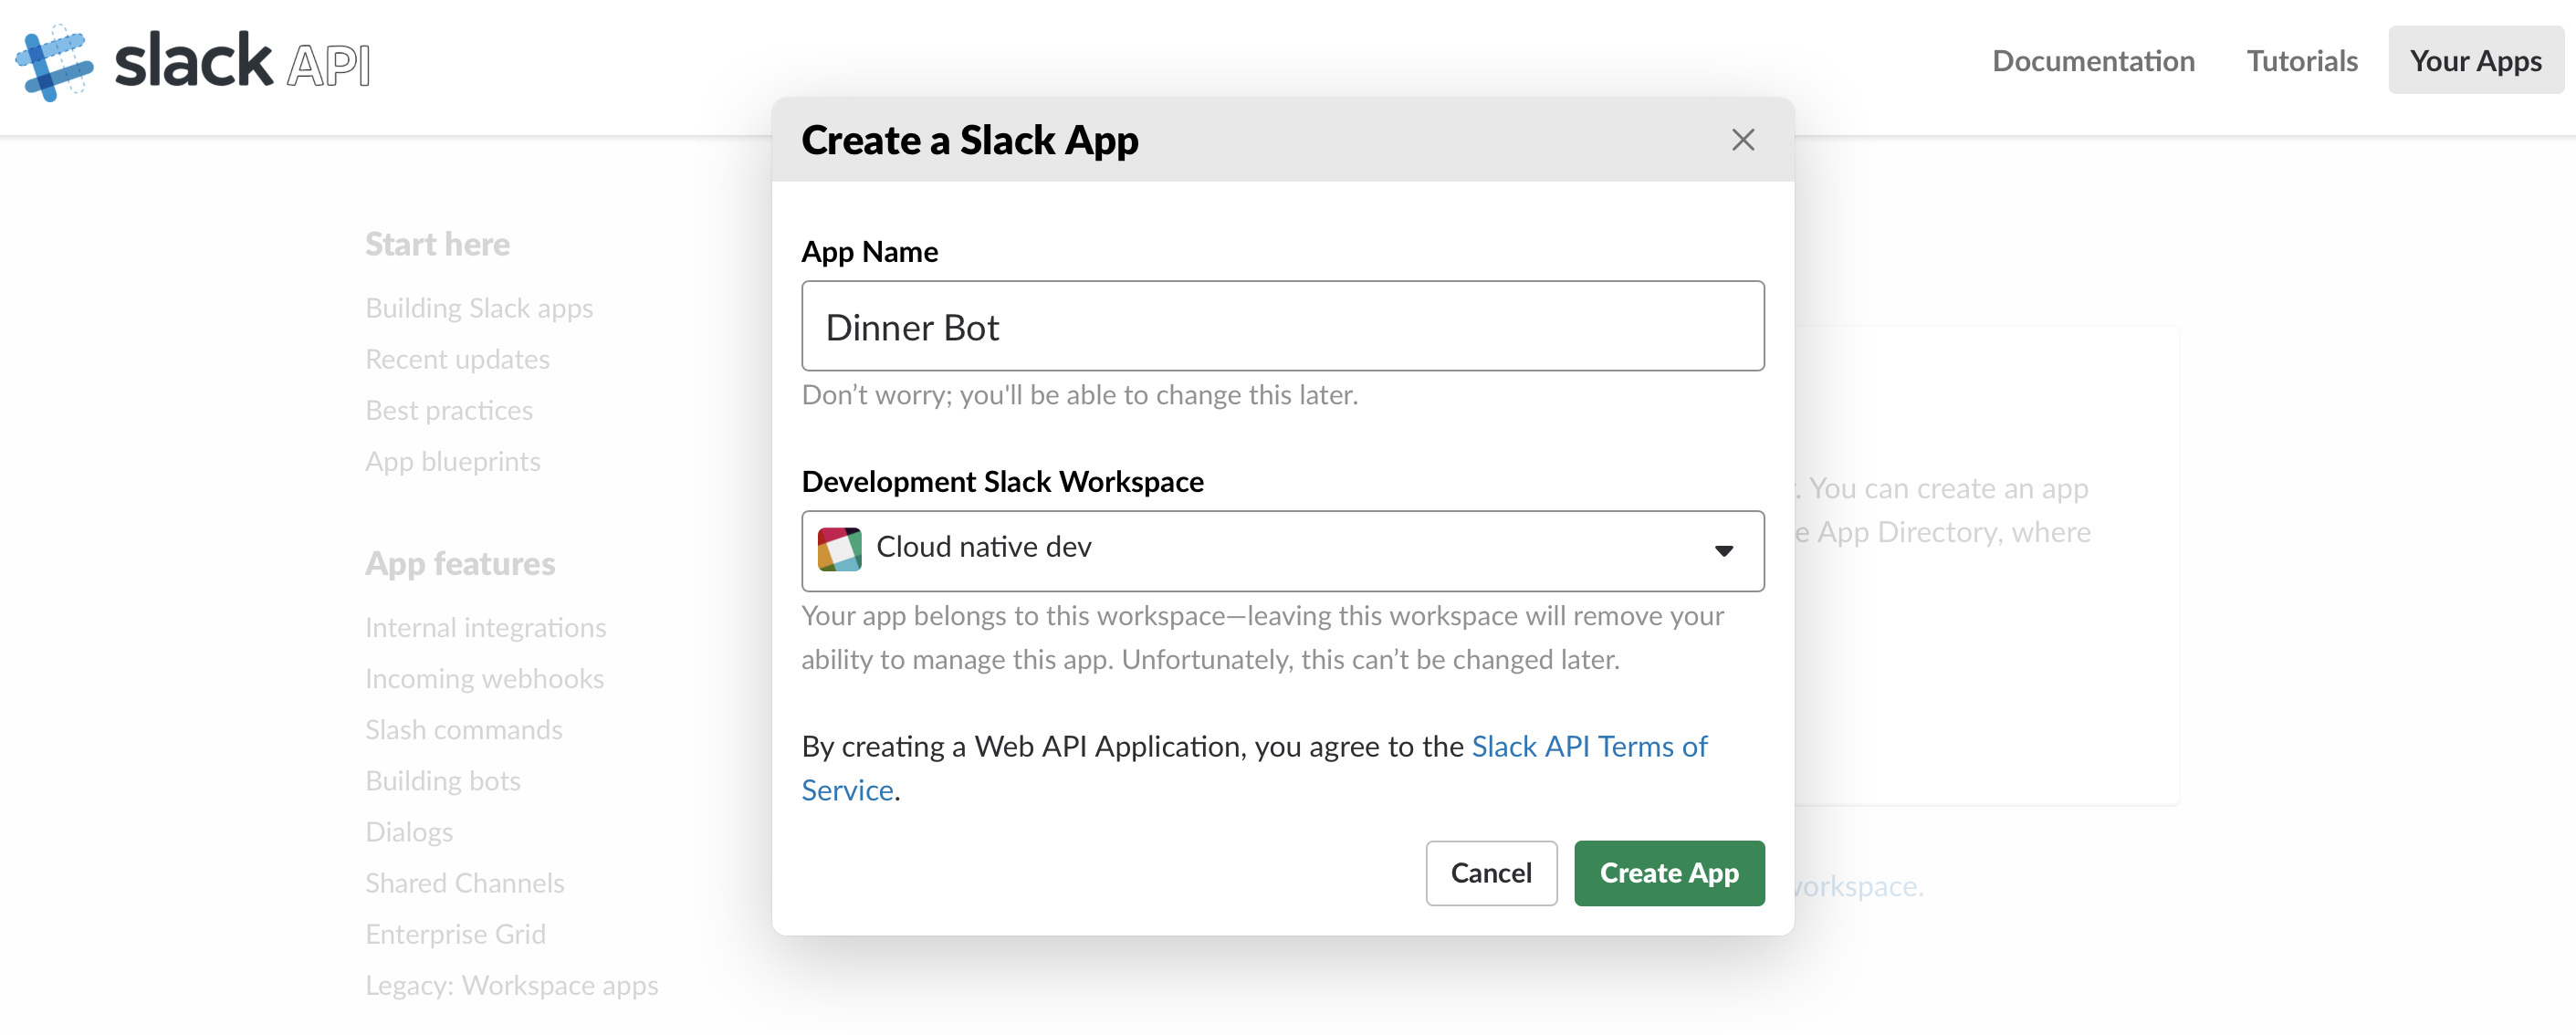 slack API
Documentation
Tutorials
Your Apps
Start here
Building Slack apps
Recent updates
Best practices
App blueprints
App features
Internal integrations
Incoming webhooks
Slash commands
Building bots
Dialogs
Shared Channels
Enterprise Grid
Legacy: Workspace apps
Create a Slack App
App Name
Dinner Bot
Don’t worry; you'll be able to change this later.
Development Slack Workspace
Cloud native dev
Your app belongs to this workspace—leaving this workspace will remove your
ability to manage this app. Unfortunately, this can’t be changed later.
By creating a Web API Application, you agree to the Slack API Terms of
Service.
Cancel
Create App
. You can create an app
e App Directory, where
orkspace.